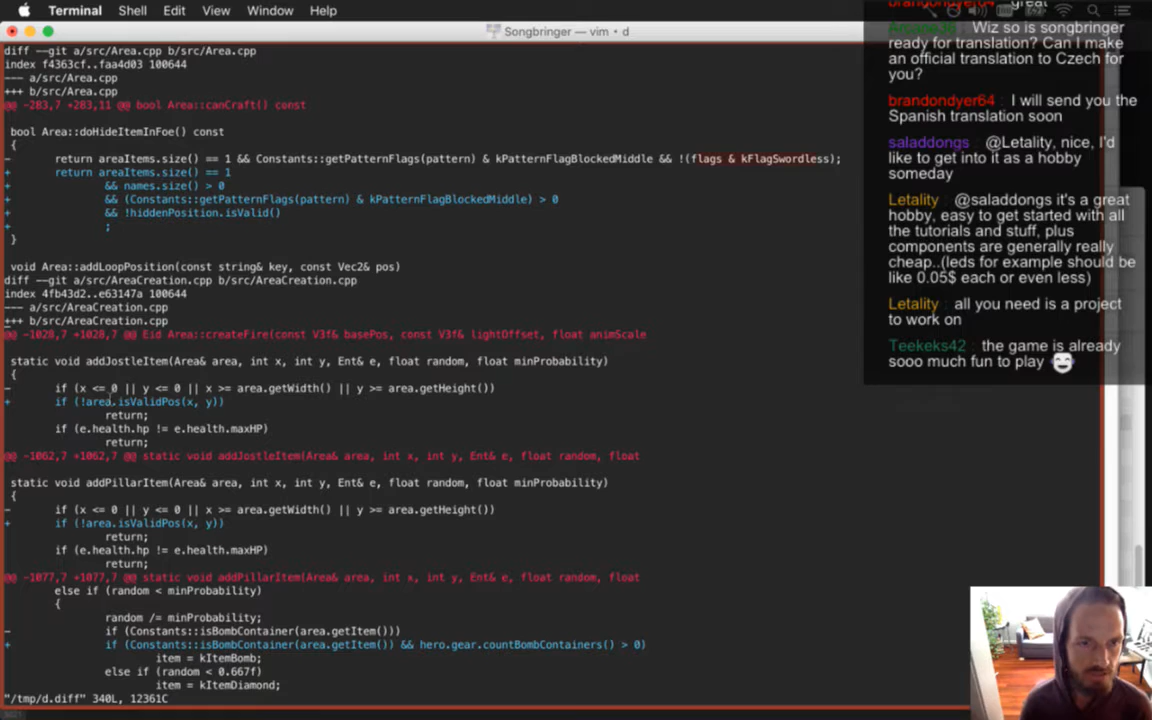 Terminal Shell Edit View Window Help
Songbringer — vim • d
diff --git a/src/Area.cpp b/src/Area.cpp
index f4363cf..faa4d03 100644
--- a/src/Area.cpp
+++ b/src/Area.cpp
@@ -283,7 +283,11 @@ bool Area::canCraft() const
bool Area::doHideItemInFoe() const
{
- return areaItems.size() == 1 && Constants::getPatternFlags(pattern) & kPatternFlagBlockedMiddle && !(flags & kFlagSwordless);
+ return areaItems.size() == 1
+ && names.size() > 0
+ && (Constants::getPatternFlags(pattern) & kPatternFlagBlockedMiddle) > 0
+ && !hiddenPosition.isValid()
+ ;
}
void Area::addLoopPosition(const string& key, const Vec2& pos)
diff --git a/src/AreaCreation.cpp b/src/AreaCreation.cpp
index 4fb43d2..e63147a 100644
--- a/src/AreaCreation.cpp
+++ b/src/AreaCreation.cpp
@@ -1028,7 +1028,7 @@ Eid Area::createFire(const V3f& basePos, const V3f& lightOffset, float animScale
static void addJostleItem(Area& area, int x, int y, Ent& e, float random, float minProbability)
{
- if (x <= 0 || y <= 0 || x >= area.getWidth() || y >= area.getHeight())
+ if (!area.isValidPos(x, y))
return;
if (e.health.hp != e.health.maxHP)
return;
@@ -1062,7 +1062,7 @@ static void addJostleItem(Area& area, int x, int y, Ent& e, float random, float
static void addPillarItem(Area& area, int x, int y, Ent& e, float random, float minProbability)
{
- if (x <= 0 || y <= 0 || x >= area.getWidth() || y >= area.getHeight())
+ if (!area.isValidPos(x, y))
return;
if (e.health.hp != e.health.maxHP)
return;
@@ -1077,7 +1077,7 @@ static void addPillarItem(Area& area, int x, int y, Ent& e, float random, float
else if (random < minProbability)
{
random /= minProbability;
- if (Constants::isBombContainer(area.getItem()))
+ if (Constants::isBombContainer(area.getItem()) && hero.gear.countBombContainers() > 0)
item = kItemBomb;
else if (random < 0.667f)
item = kItemDiamond;
"/tmp/d.diff" 340L, 12361C
Wiz so is songbringer
ready for translation? Can I make
an official translation to Czech for
you?
brandondyer64 : I will send you the
Spanish translation soon
saladdongs : @Letality, nice, I'd
like to get into it as a hobby
someday
Letality : @saladdongs it's a great
hobby, easy to get started with all
the tutorials and stuff, plus
components are generally really
cheap..(leds for example should be
like 0.05$ each or even less)
Letality : all you need is a project
to work on
Teekeks42 : the game is already
sooo much fun to play